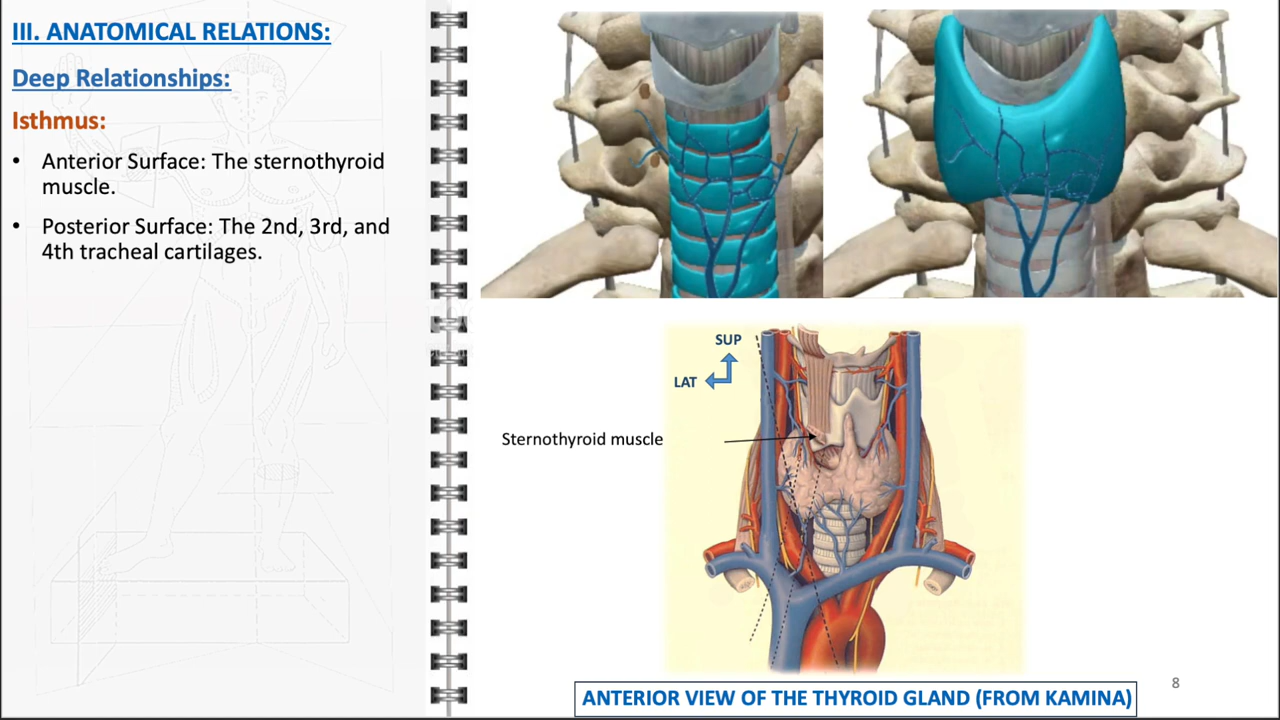 III. ANATOMICAL RELATIONS:
Deep Relationships:
Isthmus:
• Anterior Surface: The sternothyroid
muscle.
• Posterior Surface: The 2nd, 3rd, and
4th tracheal cartilages.
SUP
LAT
Sternothyroid muscle
ANTERIOR VIEW OF THE THYROID GLAND (FROM KAMINA)
8